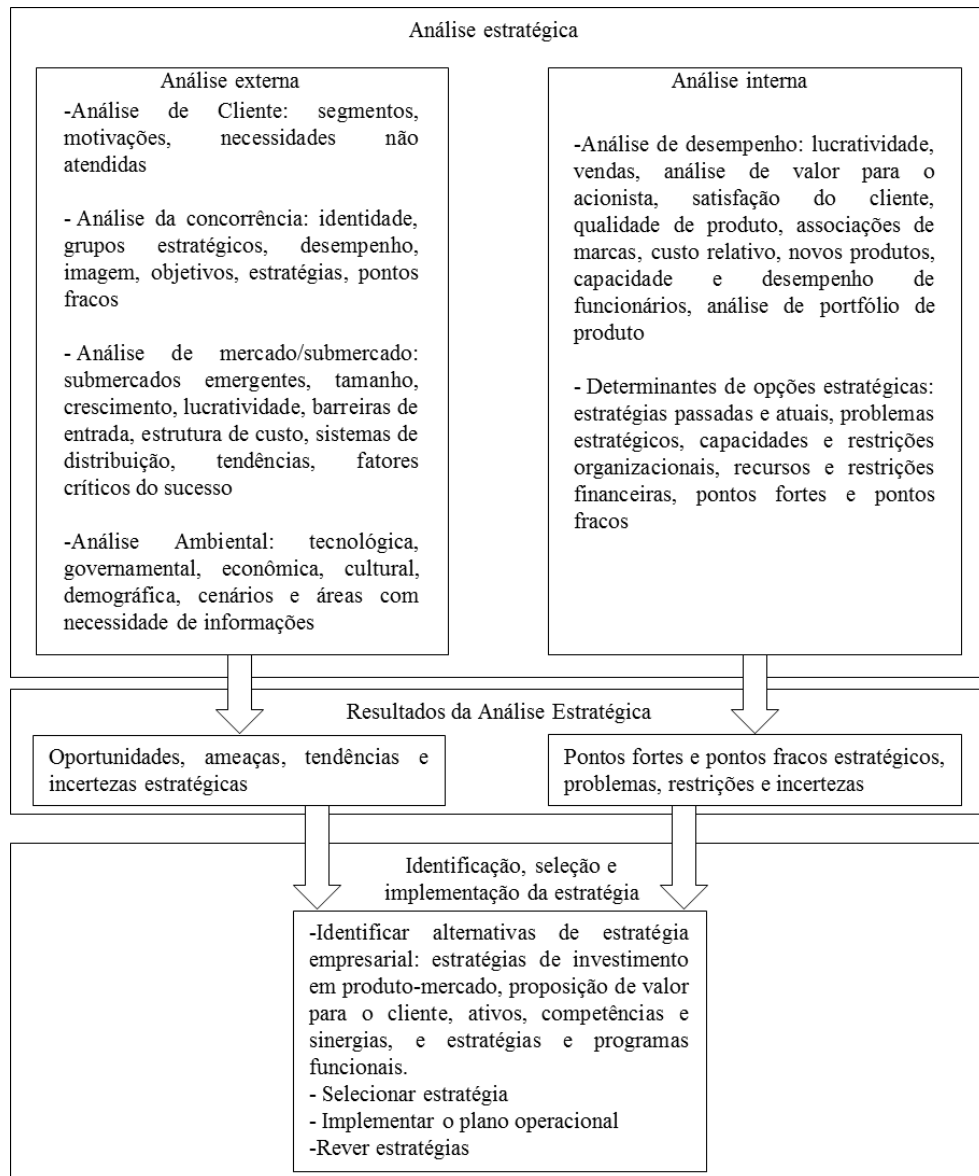 Análise estratégica
Análise externa
-Análise de Cliente: segmentos,
motivações, necessidades não
atendidas
- Análise da concorrência: identidade,
grupos estratégicos, desempenho,
imagem, objetivos, estratégias, pontos
fracos
- Análise de mercado/submercado:
submercados emergentes, tamanho,
crescimento, lucratividade, barreiras de
entrada, estrutura de custo, sistemas de
distribuição, tendências, fatores
críticos do sucesso
-Análise Ambiental: tecnológica,
governamental, econômica, cultural,
demográfica, cenários e áreas com
necessidade de informações
Análise interna
-Análise de desempenho: lucratividade,
vendas, análise de valor para o
acionista, satisfação do cliente,
qualidade de produto, associações de
marcas, custo relativo, novos produtos,
capacidade e desempenho de
funcionários, análise de portfólio de
produto
- Determinantes de opções estratégicas:
estratégias passadas e atuais, problemas
estratégicos, capacidades e restrições
organizacionais, recursos e restrições
financeiras, pontos fortes e pontos
fracos
Resultados da Análise Estratégica
Oportunidades, ameaças, tendências e
incertezas estratégicas
Pontos fortes e pontos fracos estratégicos,
problemas, restrições e incertezas
Identificação, seleção e
implementação da estratégia
-Identificar alternativas de estratégia
empresarial: estratégias de investimento
em produto-mercado, proposição de valor
para o cliente, ativos, competências e
sinergias, e estratégias e programas
funcionais.
- Selecionar estratégia
- Implementar o plano operacional
-Rever estratégias